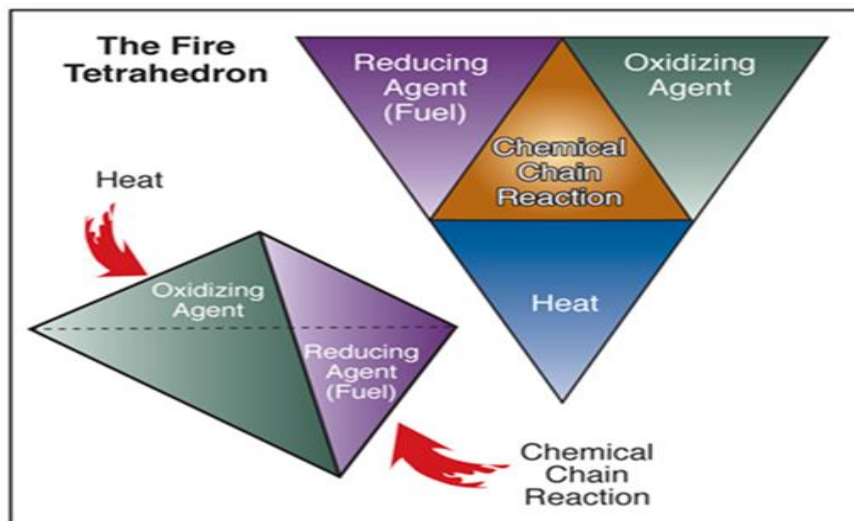 The Fire
Tetrahedron
Reducing
Agent
(Fuel)
Oxidizing
Agent
Chemical
Chain
Reaction
Heat
Heat
Oxidizing
Agent
Reducing
Agent
(Fuel)
Chemical
Chain
Reaction